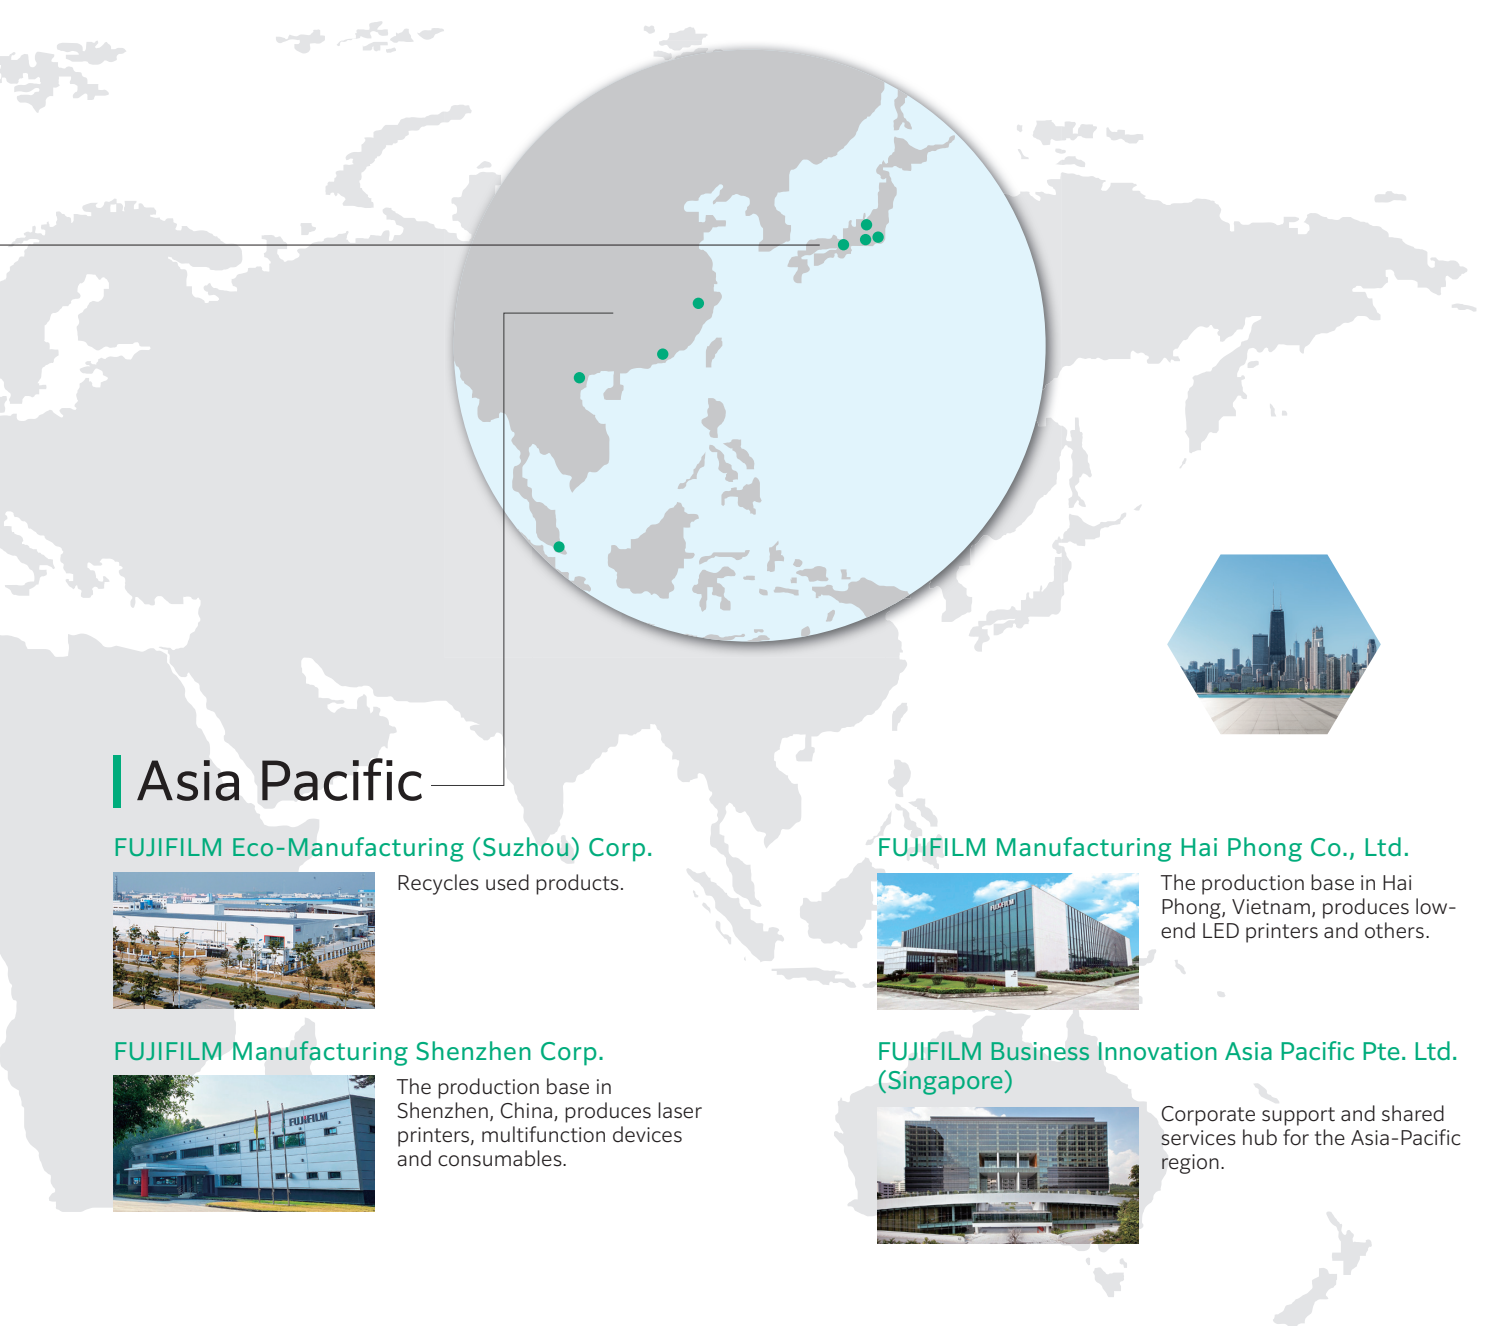 Asia Pacific
FUJIFILM Eco-Manufacturing (Suzhou) Corp.
Recycles used products.
FUJIFILM Manufacturing Shenzhen Corp.
FUJIFILM
The production base in
Shenzhen, China, produces laser
printers, multifunction devices
and consumables.
FUJIFILM Manufacturing Hai Phong Co., Ltd.
FUJIFILM
The production base in Hai
Phong, Vietnam, produces low-
end LED printers and others.
FUJIFILM Business Innovation Asia Pacific Pte. Ltd.
(Singapore)
Corporate support and shared
services hub for the Asia-Pacific
region.